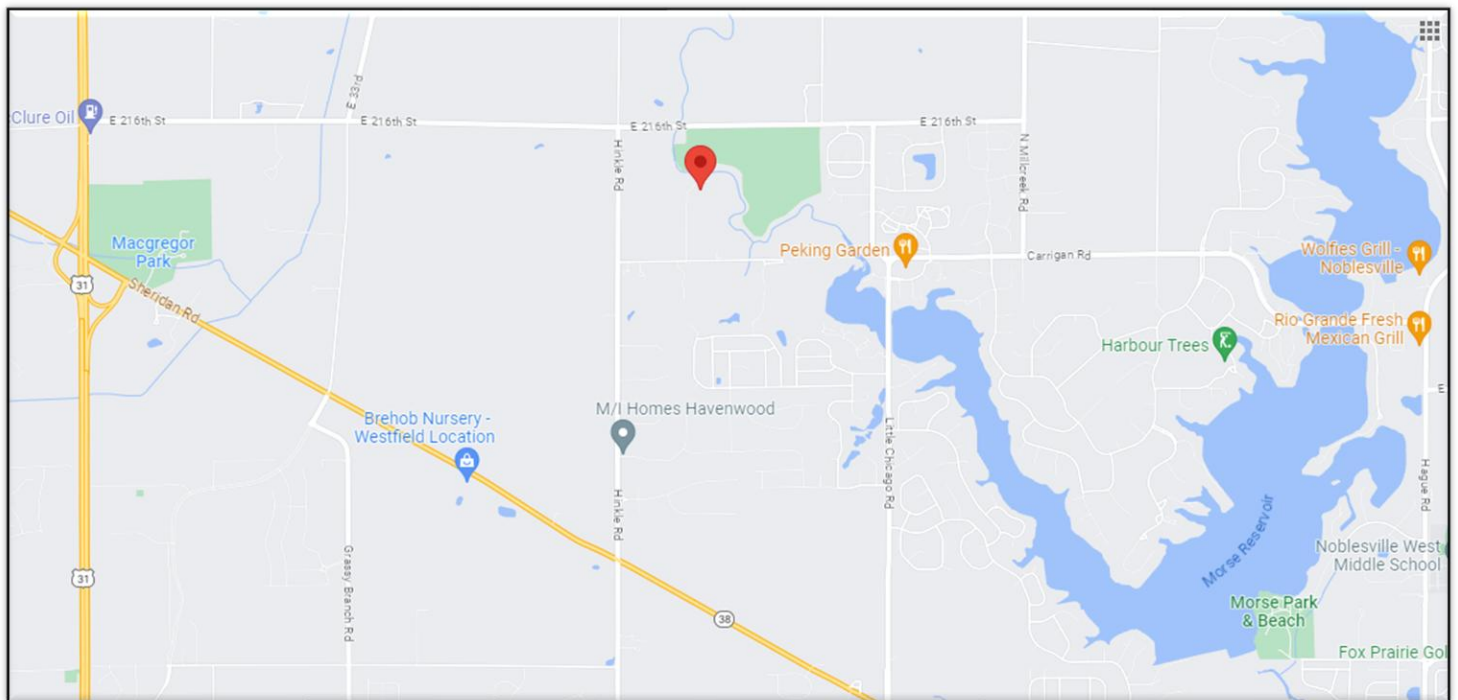 E 33rd
Clure Oil
E 216th St
E 216th St
E 216th St
E 216th St
Hinkle Rd
N Millcreek Rd
Macgregor
Park
31
Sheridan Rd
Peking Garden
Carrigan Rd
Wolfies Grill -
Noblesville
Rio Grande Fresh
Mexican Grill
Harbour Trees
E
Brehob Nursery -
Westfield Location
M/I Homes Havenwood
Little Chicago Rd
Hague Rd
Hinkle Rd
Morse Reservoir
Grassy Branch Rd
31
38
Noblesville West
Middle School
Morse Park
& Beach
Fox Prairie Gol